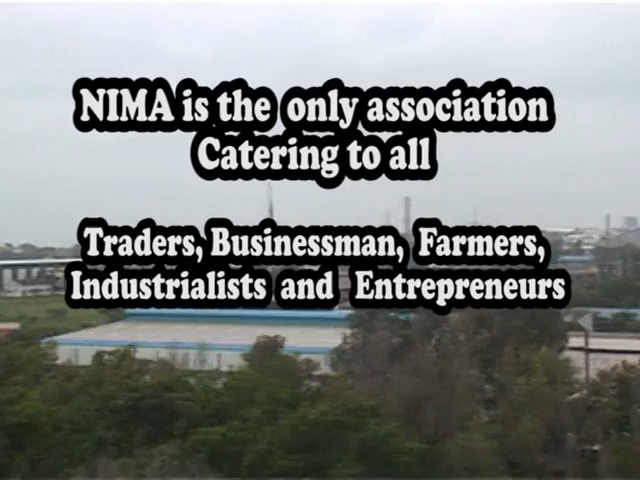 NIMA is the only association
Catering to all
Traders, Businessman, Farmers,
Industrialists and Entrepreneurs